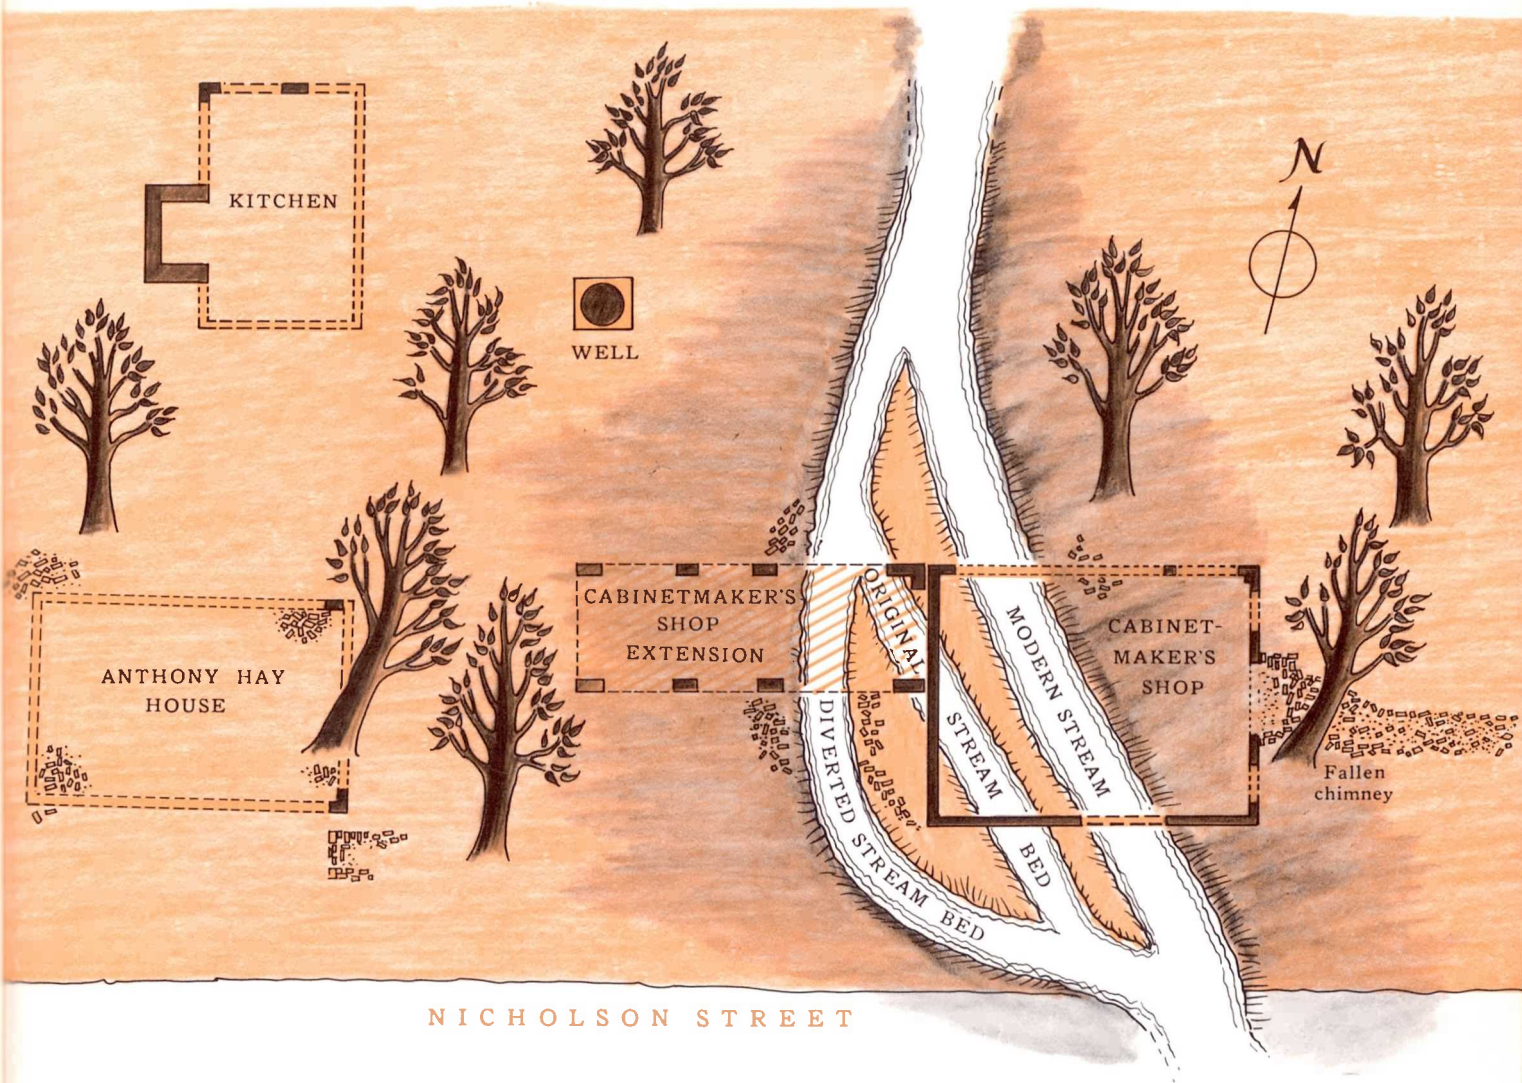 N
KITCHEN
WELL
ORIGINAL
STREAM
BED
MODERN STREAM
CABINETMAKER'S
SHOP
EXTENSION
CABINET-
MAKER'S
SHOP
ANTHONY HAY
HOUSE
DIVERTED STREAM BED
Fallen
chimney
NICHOLSON STREET